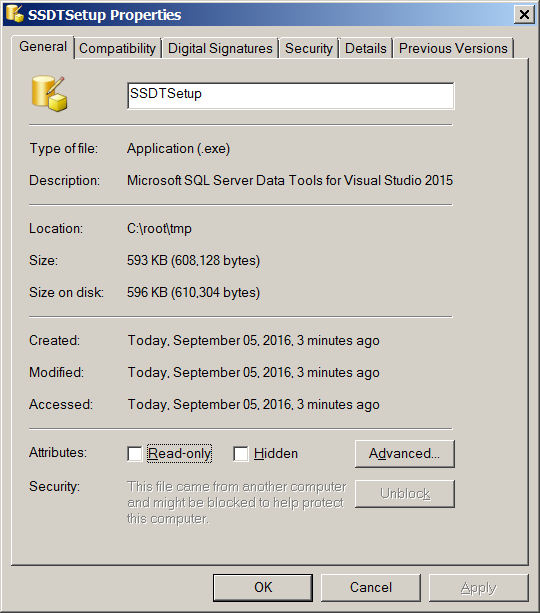 SSDTSetup Properties
General Compatibility Digital Signatures Security Details Previous Versions
SSDTSetup
Type of file: Application (.exe)
Description: Microsoft SQL Server Data Tools for Visual Studio 2015
Location: C:\root\tmp
Size: 593 KB (608,128 bytes)
Size on disk: 596 KB (610,304 bytes)
Created: Today, September 05, 2016, 3 minutes ago
Modified: Today, September 05, 2016, 3 minutes ago
Accessed: Today, September 05, 2016, 3 minutes ago
Attributes: Read-only Hidden Advanced...
Security: This file came from another computer
and might be blocked to help protect
this computer.
Unblock
OK Cancel Apply